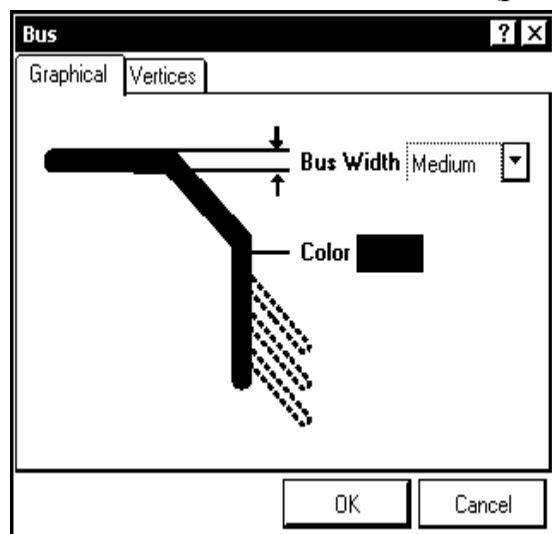 Bus ? X
Graphical Vertices
Bus Width Medium
Color
OK Cancel